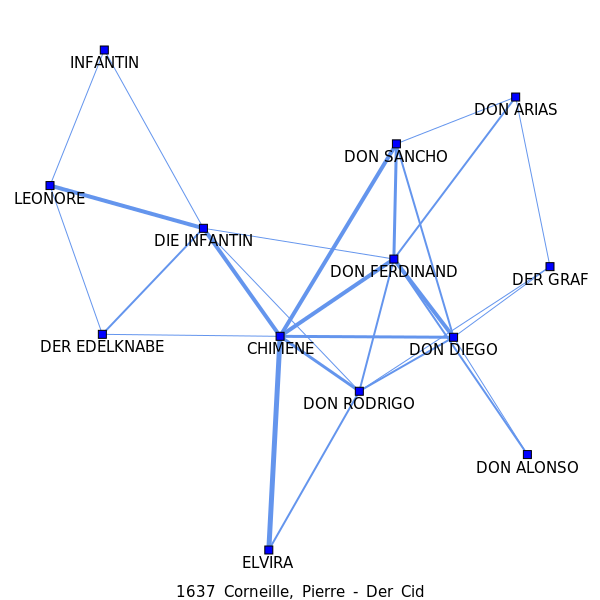 INFANTIN
DON ARIAS
DON SANCHO
LEONORE
DIE INFANTIN
DON FERDINAND
DER GRAF
DER EDELKNABE
CHIMENE
DON DIEGO
DON RODRIGO
DON ALONSO
ELVIRA
1637 Corneille, Pierre - Der Cid